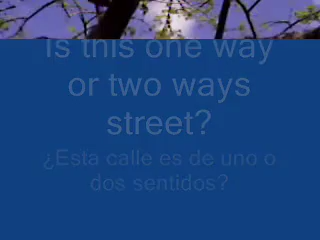 Is this one way
or two ways
street?
¿Esta calle es de uno o
dos sentidos?